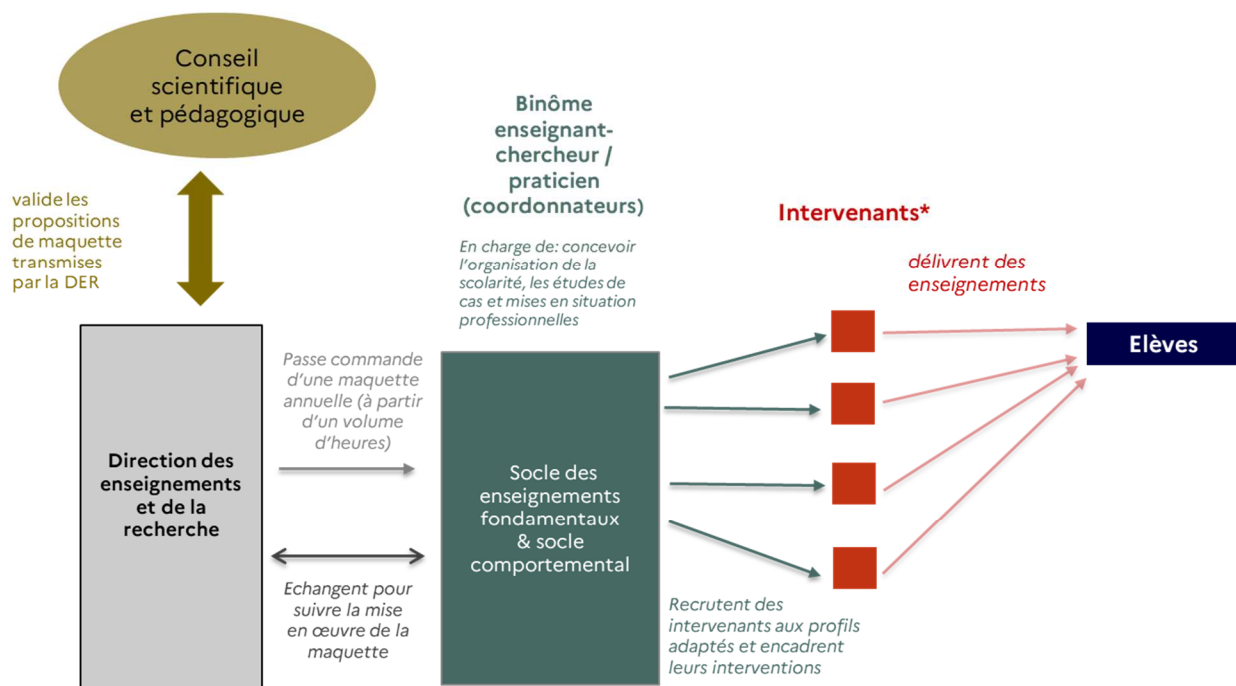 Conseil
scientifique
et pédagogique
valide les
propositions
de maquette
transmises
par la DER
Direction des
enseignements
et de la
recherche
Passe commande
d'une maquette
annuelle (à partir
d'un volume
d'heures)
Echangent pour
suivre la mise
en œuvre de la
maquette
Binôme
enseignant-
chercheur /
praticien
(coordonnateurs)
En charge de: concevoir
l'organisation de la
scolarité, les études de
cas et mises en situation
professionnelles
Socle des
enseignements
fondamentaux
& socle
comportemental
Recrutent des
intervenants aux profils
adaptés et encadrent
leurs interventions
Intervenants*
délivrent des
enseignements
Elèves